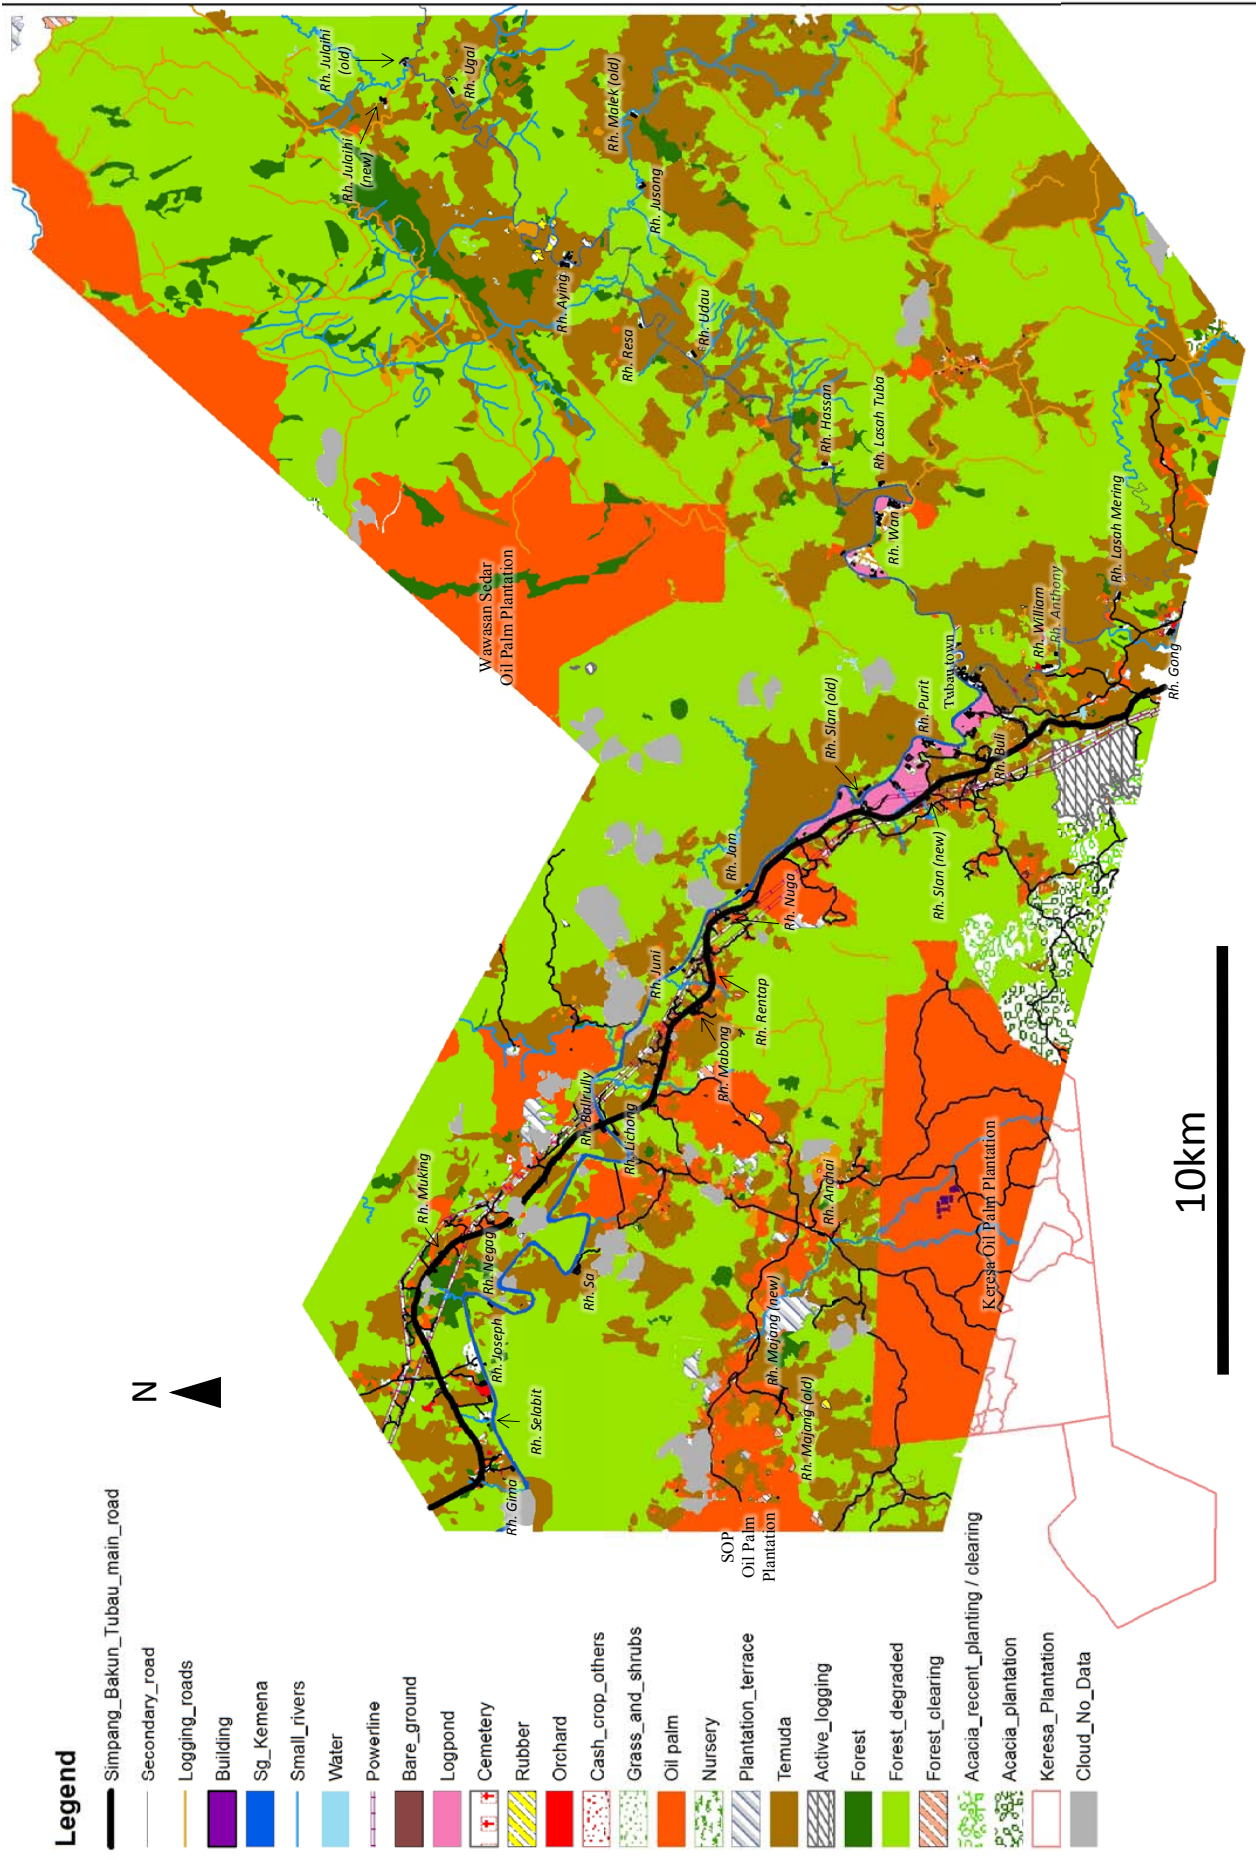 Legend
Simpang_Bakun_Tubau_main_road
Secondary_road
Logging_roads
Building
Sg_Kemena
Small_rivers
Water
Powerline
Bare_ground
Logpond
Cemetery
Rubber
Orchard
Cash_crop_others
Grass_and_shrubs
Oil palm
Nursery
Plantation_terrace
Temuda
Active_logging
Forest
Forest_degraded
Forest_clearing
Acacia_recent_planting / clearing
Acacia_plantation
Keresa_Plantation
Cloud_No_Data
N
10km
Rh. Gima
Rh. Selabit
Rh. Joseph
Rh. Negag
Rh. Muking
Rh. Sa
Rh. Ballrully
Rh. Lichong
SOP
Oil Palm
Plantation
Rh. Majang (old)
Rh. Majang (new)
Rh. Anchai
Keresa Oil Palm Plantation
Rh. Mabong
Rh. Rentap
Rh. Juni
Rh. Nuga
Rh. Jam
Rh. Slan (new)
Rh. Slan (old)
Rh. Buli
Rh. Purit
Tubau town
Rh. Gong
Rh. William
Rh. Anthony
Rh. Lasah Mering
Wawasan Sedar
Oil Palm Plantation
Rh. Wan
Rh. Lasah Tuba
Rh. Hassan
Rh. Resa
Rh. Udau
Rh. Aying
Rh. Jusong
Rh. Malek (old)
Rh. Julaihi
(new)
Rh. Julaihi
(old)
Rh. Ugal